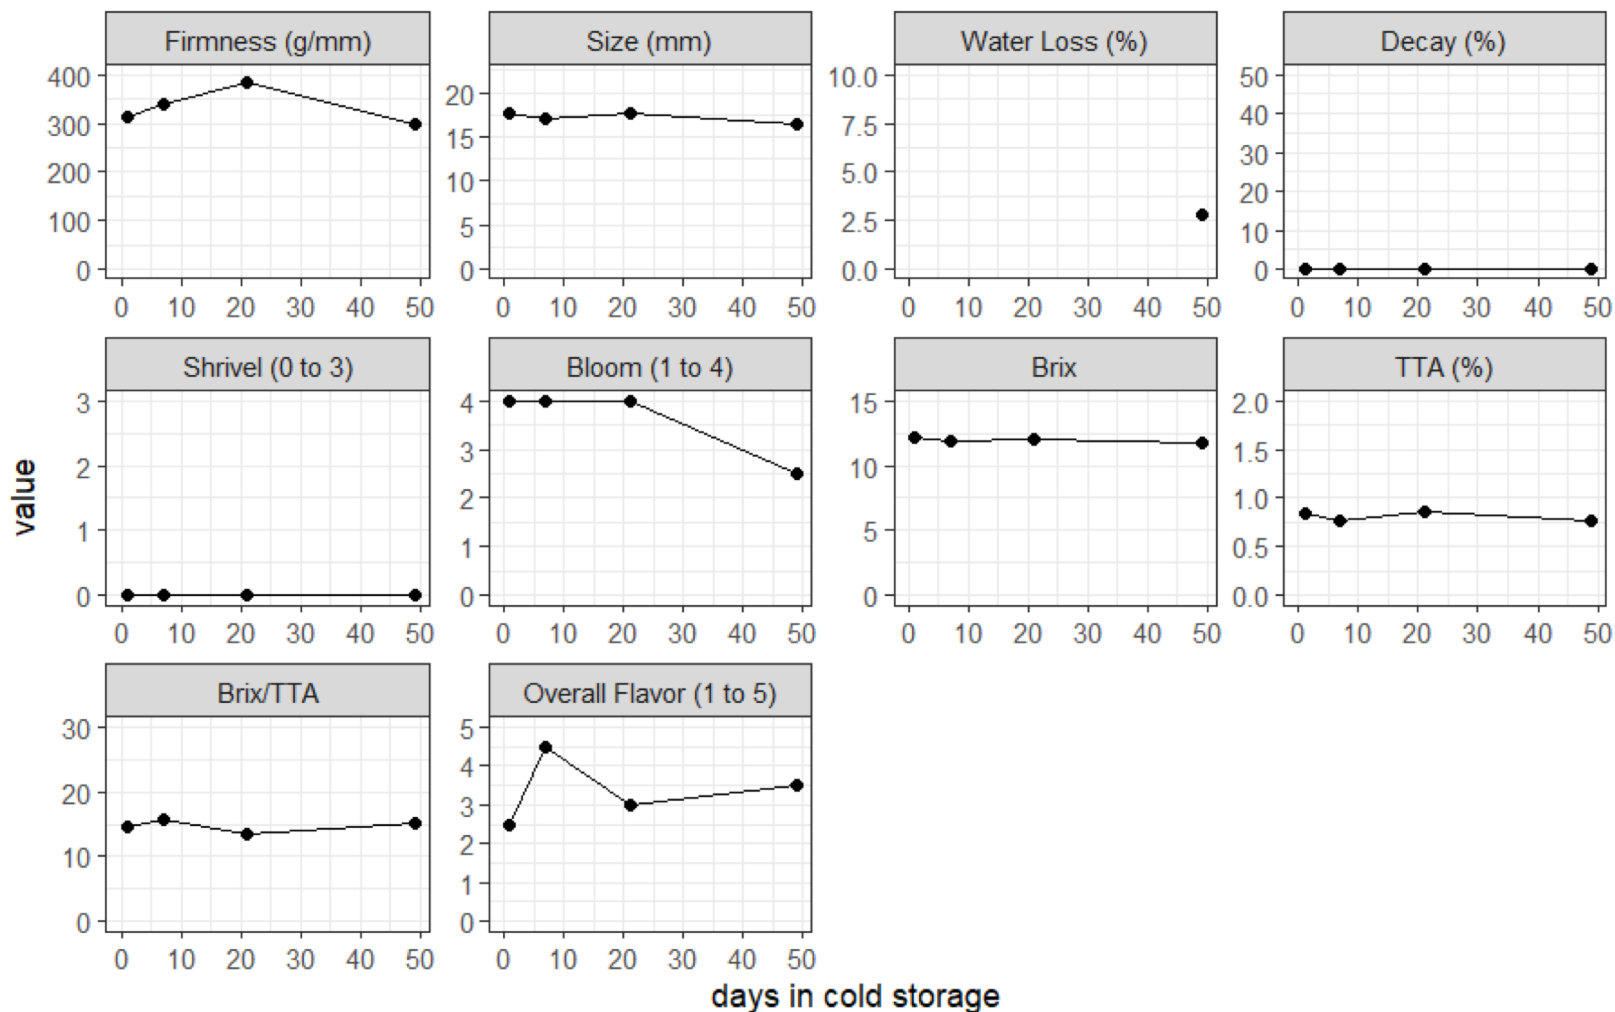 Firmness (g/mm)
Size (mm)
Water Loss (%)
Decay (%)
400
300
200
100
0
20
15
10
5
0
10.0
7.5
5.0
2.5
0.0
50
40
30
20
10
0
0 10 20 30 40 50
0 10 20 30 40 50
0 10 20 30 40 50
0 10 20 30 40 50
Shrivel (0 to 3)
Bloom (1 to 4)
Brix
TTA (%)
3
2
1
0
4
3
2
1
0
15
10
5
0
2.0
1.5
1.0
0.5
0.0
0 10 20 30 40 50
0 10 20 30 40 50
0 10 20 30 40 50
0 10 20 30 40 50
value
Brix/TTA
Overall Flavor (1 to 5)
30
20
10
0
5
4
3
2
1
0
0 10 20 30 40 50
0 10 20 30 40 50
days in cold storage